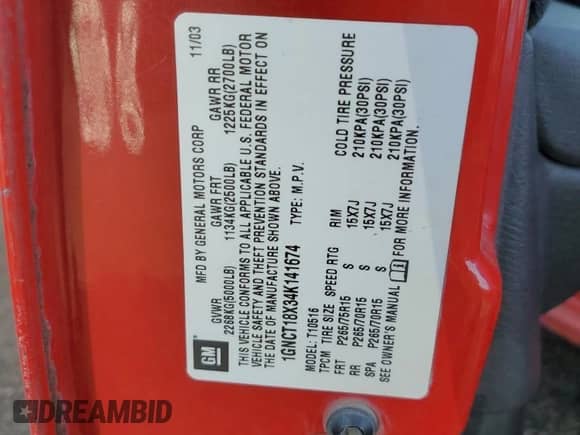 MFD BY GENERAL MOTORS CORP 11/03
GVWR GAWR FRT GAWR RR
2268KG(5000LB) 1134KG(2500LB) 1225KG(2700LB)
THIS VEHICLE CONFORMS TO ALL APPLICABLE U.S. FEDERAL MOTOR
VEHICLE SAFETY AND THEFT PREVENTION STANDARDS IN EFFECT ON
THE DATE OF MANUFACTURE SHOWN ABOVE.
1GNCT18X34K141674 TYPE: M.P.V.
MODEL: T10516
TPCM TIRE SIZE SPEED RTG RIM COLD TIRE PRESSURE
FRT P265/75R15 S 15X7J 210KPA(30PSI)
RR P265/70R15 S 15X7J 210KPA(30PSI)
SPA P265/70R15 S 15X7J 210KPA(30PSI)
SEE OWNER'S MANUAL FOR MORE INFORMATION.
GM
DREAMBID